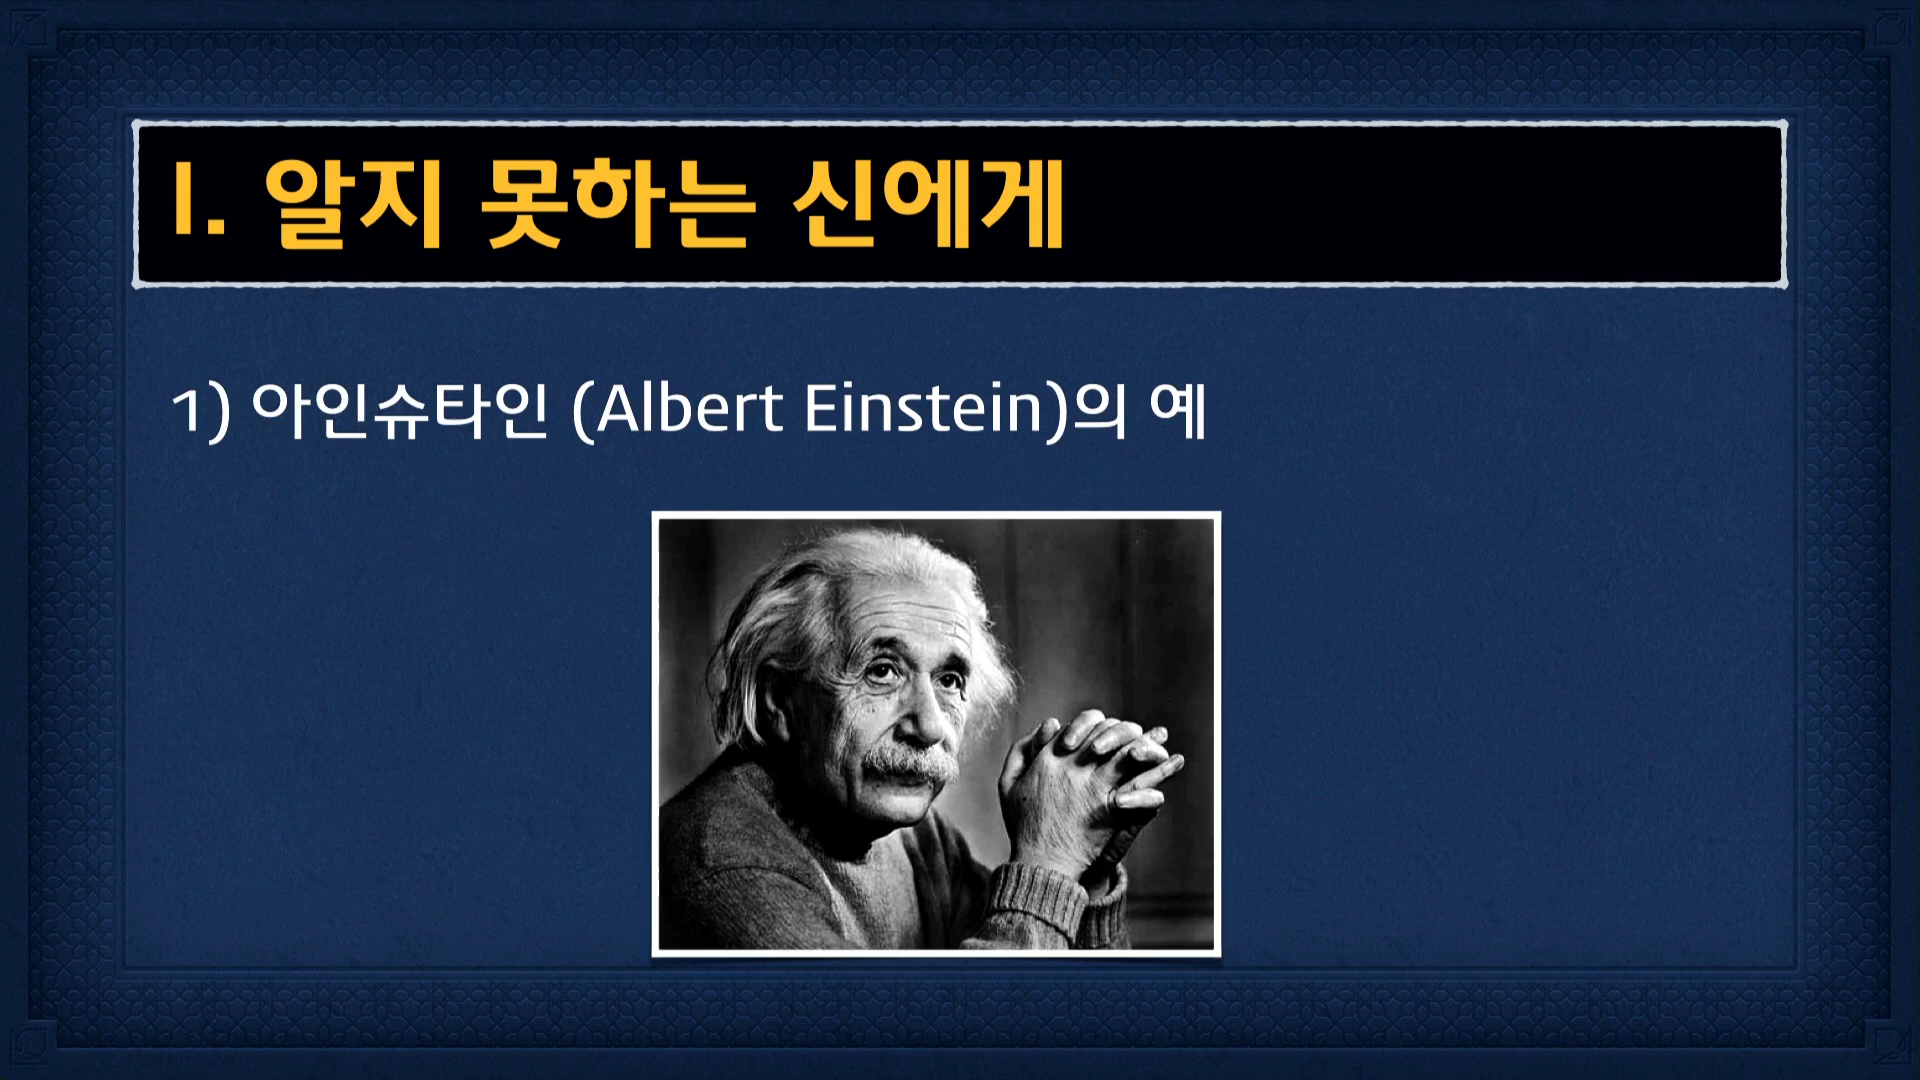 I. 알지 못하는 신에게
1) 아인슈타인 (Albert Einstein)의 예